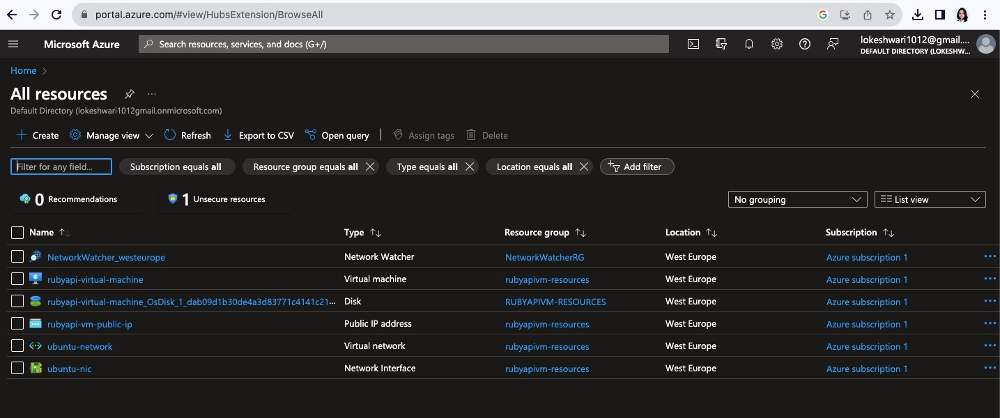 portal.azure.com/#view/HubsExtension/BrowseAll
Microsoft Azure Search resources, services, and docs (G+/) lokeshwari1012@gmail....
DEFAULT DIRECTORY (LOKESHW...
Home
All resources ...
Default Directory (lokeshwari1012gmail.onmicrosoft.com)
Create Manage view Refresh Export to CSV Open query Assign tags Delete
Filter for any field... Subscription equals all Resource group equals all Type equals all Location equals all Add filter
0 Recommendations 1 Unsecure resources No grouping List view
Name Type Resource group Location Subscription
NetworkWatcher_westeurope Network Watcher NetworkWatcherRG West Europe Azure subscription 1
rubyapi-virtual-machine Virtual machine rubyapivm-resources West Europe Azure subscription 1
rubyapi-virtual-machine_OsDisk_1_dab09d1b30de4a3d83771c4141c21... Disk RUBYAPIVM-RESOURCES West Europe Azure subscription 1
rubyapi-vm-public-ip Public IP address rubyapivm-resources West Europe Azure subscription 1
ubuntu-network Virtual network rubyapivm-resources West Europe Azure subscription 1
ubuntu-nic Network Interface rubyapivm-resources West Europe Azure subscription 1